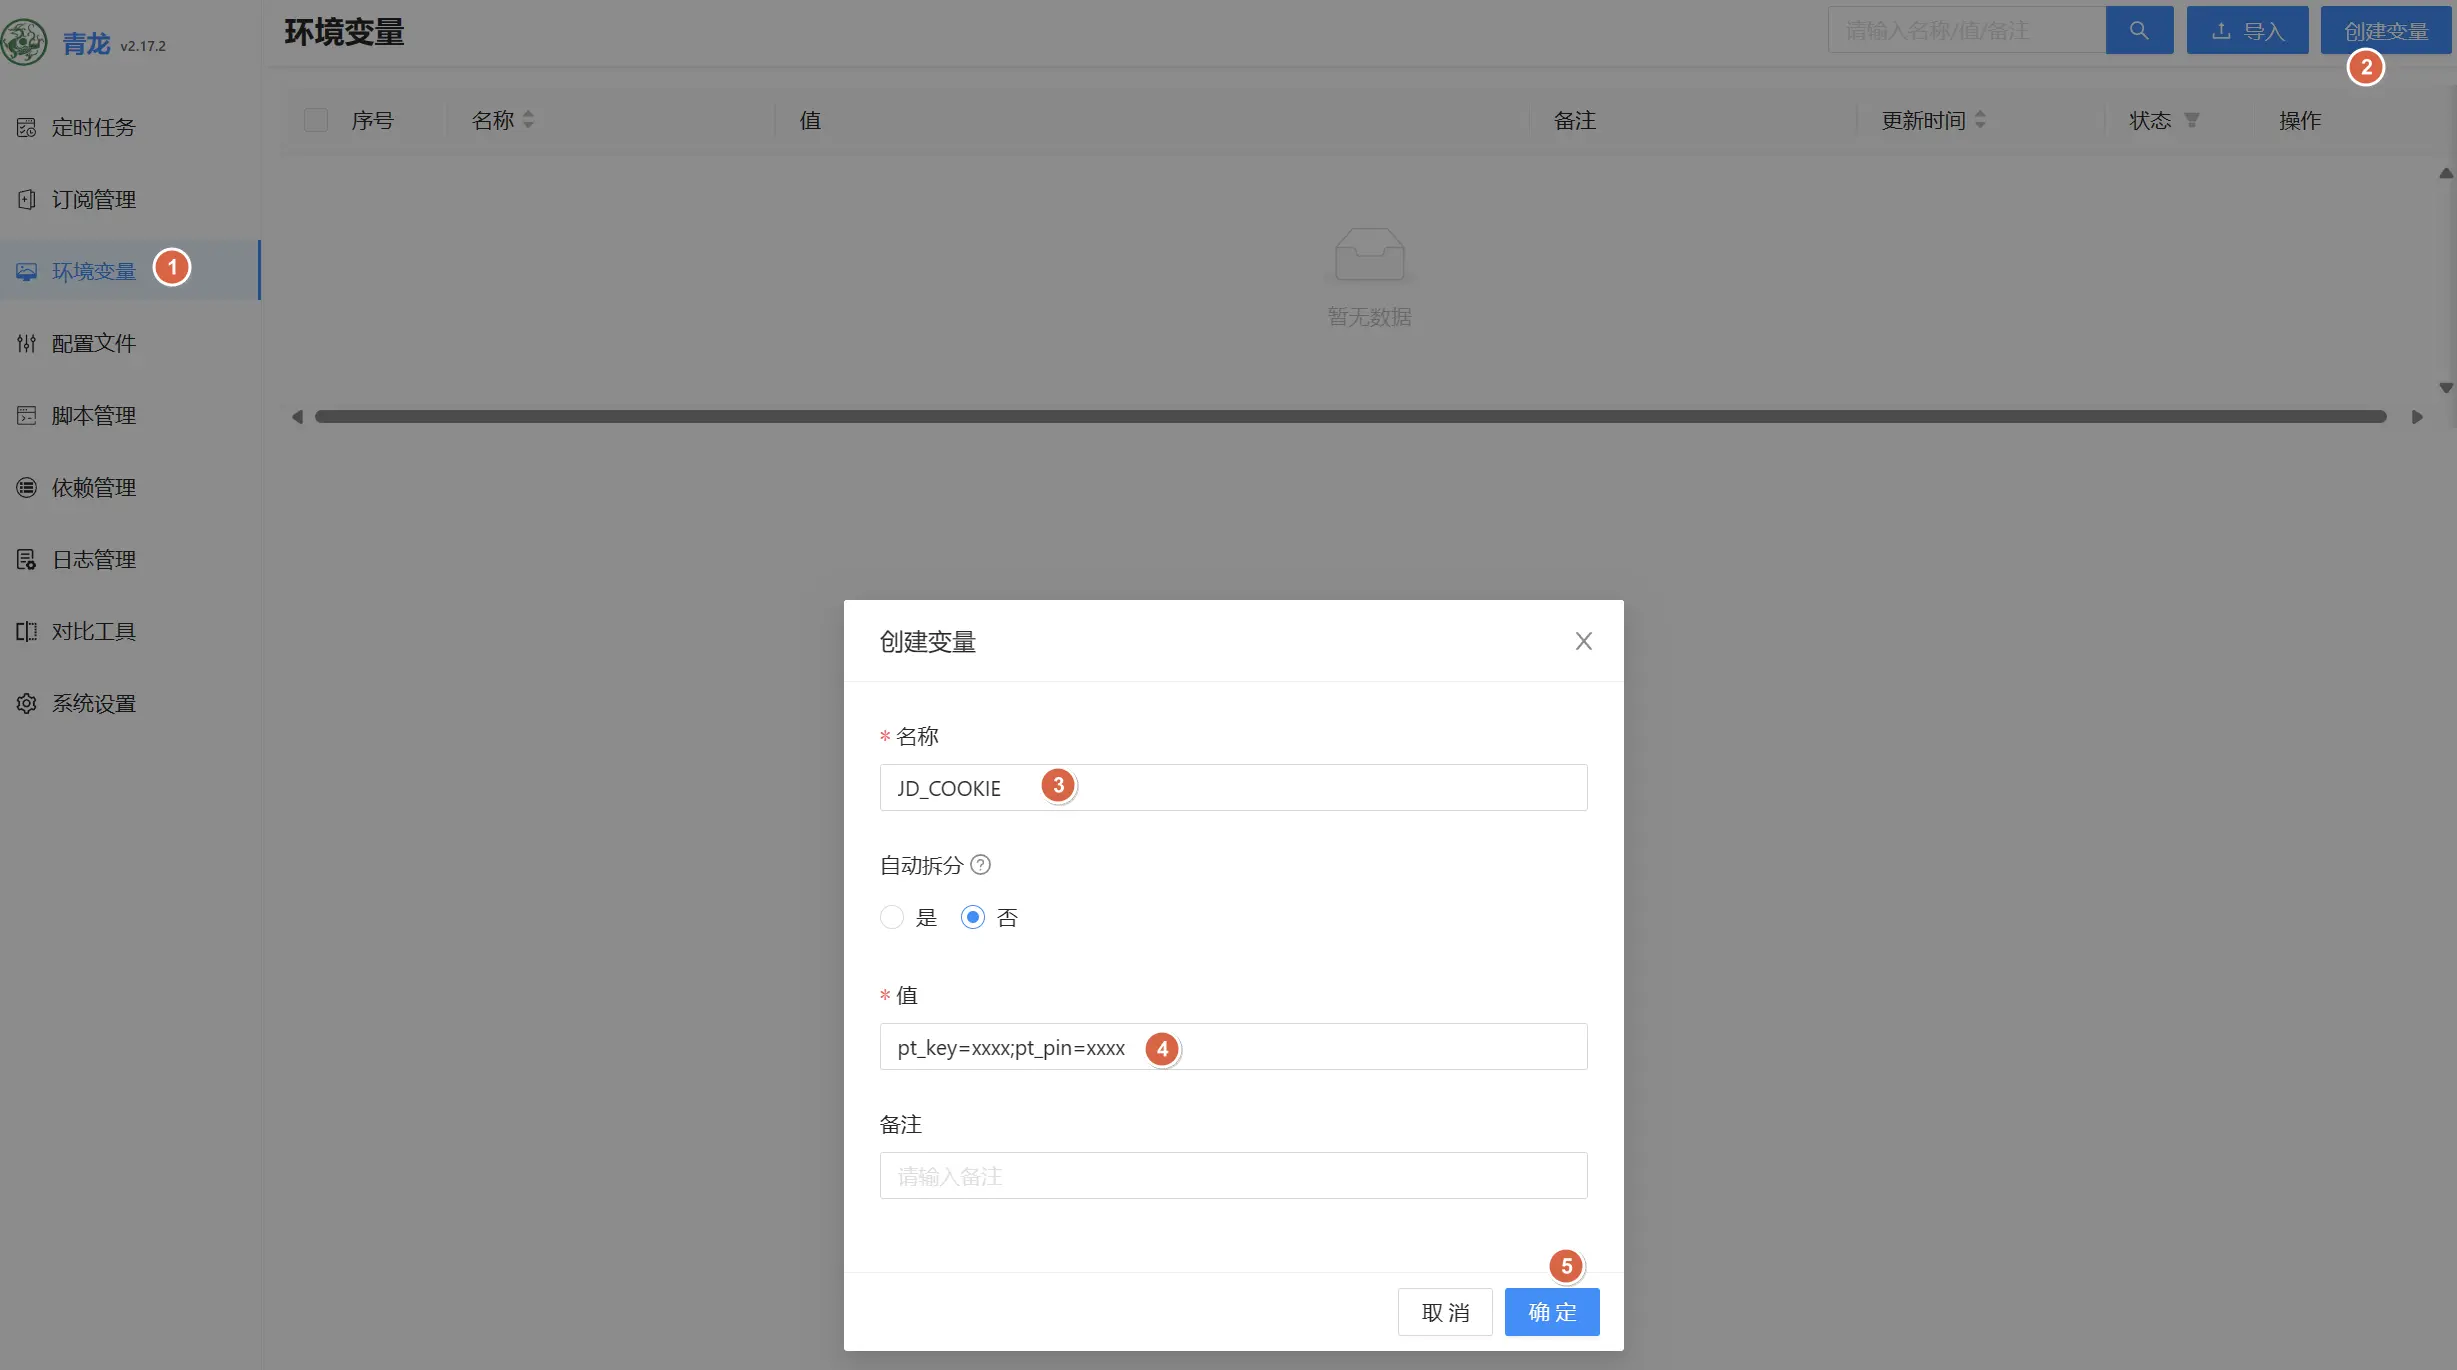 青龙 v2.17.2
定时任务
订阅管理
环境变量 1
配置文件
脚本管理
依赖管理
日志管理
对比工具
系统设置
环境变量
请输入名称/值/备注
导入
创建变量
2
序号 名称 值 备注 更新时间 状态 操作
暂无数据
创建变量
* 名称
JD_COOKIE 3
自动拆分 ?
是 否
* 值
pt_key=xxxx;pt_pin=xxxx 4
备注
请输入备注
5
取 消 确 定